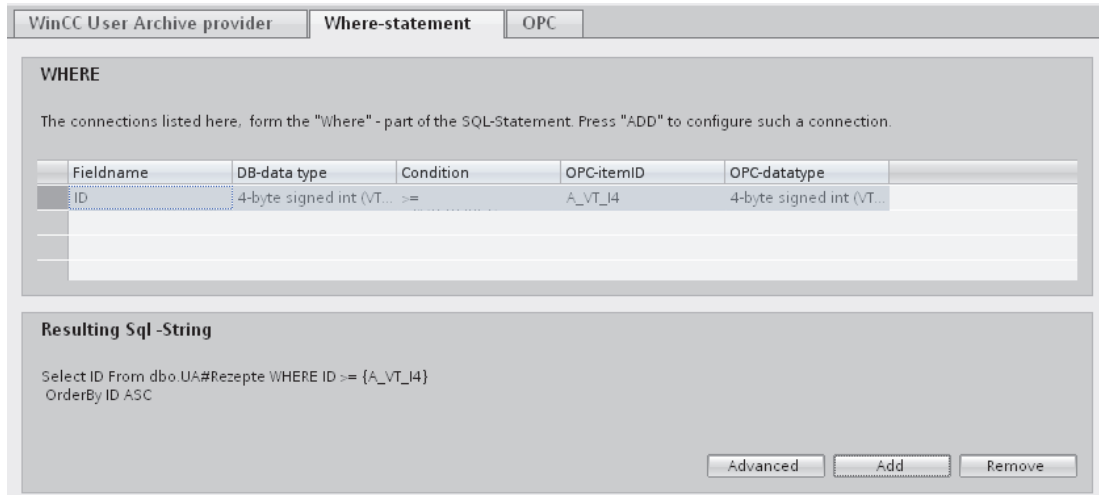 WinCC User Archive provider Where-statement OPC
WHERE
The connections listed here, form the "Where" - part of the SQL-Statement. Press "ADD" to configure such a connection.
Fieldname DB-data type Condition OPC-itemID OPC-datatype
ID 4-byte signed int (VT... >= A_VT_I4 4-byte signed int (VT...
Resulting Sql -String
Select ID From dbo.UA#Rezepte WHERE ID >= {A_VT_I4}
OrderBy ID ASC
Advanced Add Remove